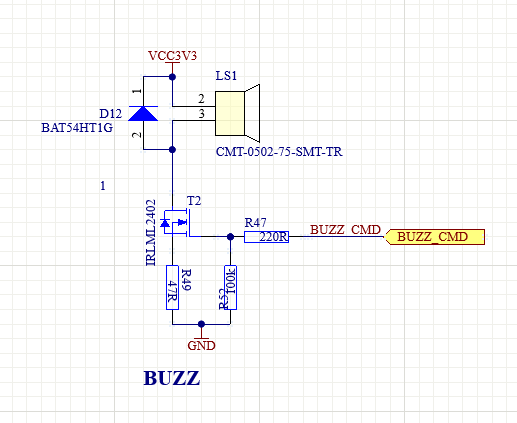 VCC3V3
LS1
1
2
3
D12
BAT54HT1G
2
CMT-0502-75-SMT-TR
1
T2
IRLML2402
R47
220R
BUZZ_CMD
BUZZ_CMD
R49
47R
R52
100k
GND
BUZZ